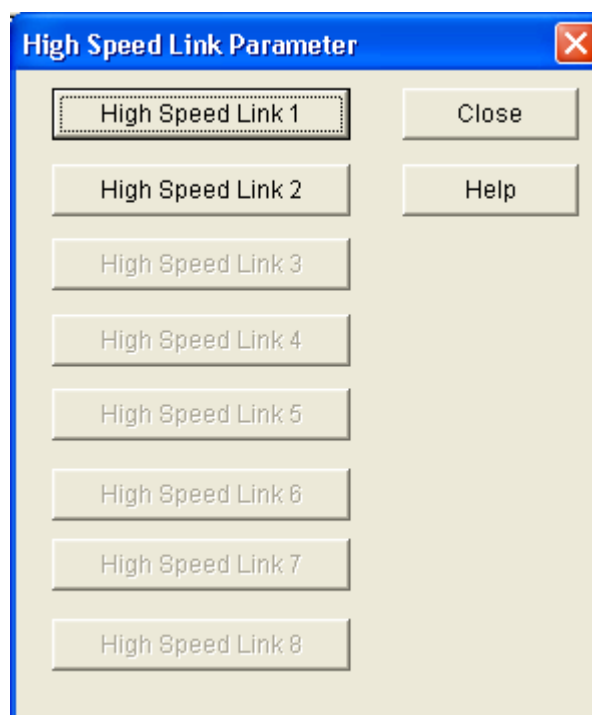 High Speed Link Parameter
High Speed Link 1
Close
High Speed Link 2
Help
High Speed Link 3
High Speed Link 4
High Speed Link 5
High Speed Link 6
High Speed Link 7
High Speed Link 8